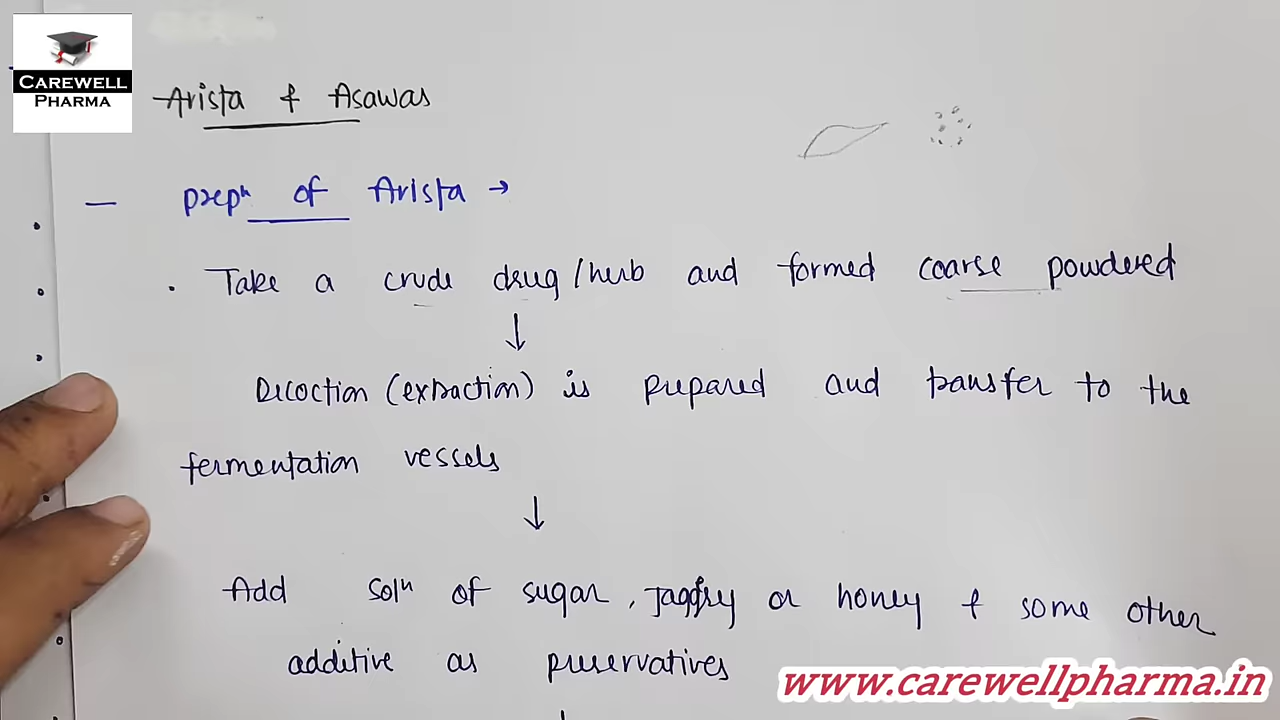 CAREWELL
PHARMA
Arista & Asawas
— prepⁿ of Arista →
. Take a crude drug/herb and formed coarse powdered
↓
Decoction (extraction) is prepared and transfer to the
fermentation vessels
↓
Add solⁿ of sugar, Jaggry or honey & some other
additive as preservatives
www.carewellpharma.in